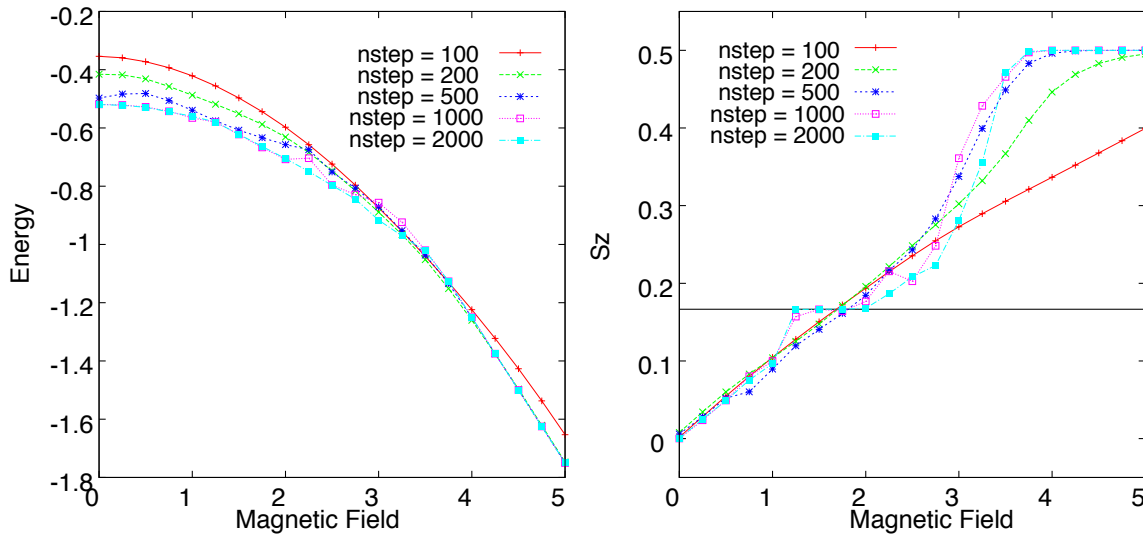 -0.2
-0.4
-0.6
-0.8
-1
-1.2
-1.4
-1.6
-1.8
Energy
0 1 2 3 4 5
Magnetic Field
nstep = 100
nstep = 200
nstep = 500
nstep = 1000
nstep = 2000
0.5
0.4
0.3
0.2
0.1
0
Sz
0 1 2 3 4 5
Magnetic Field
nstep = 100
nstep = 200
nstep = 500
nstep = 1000
nstep = 2000